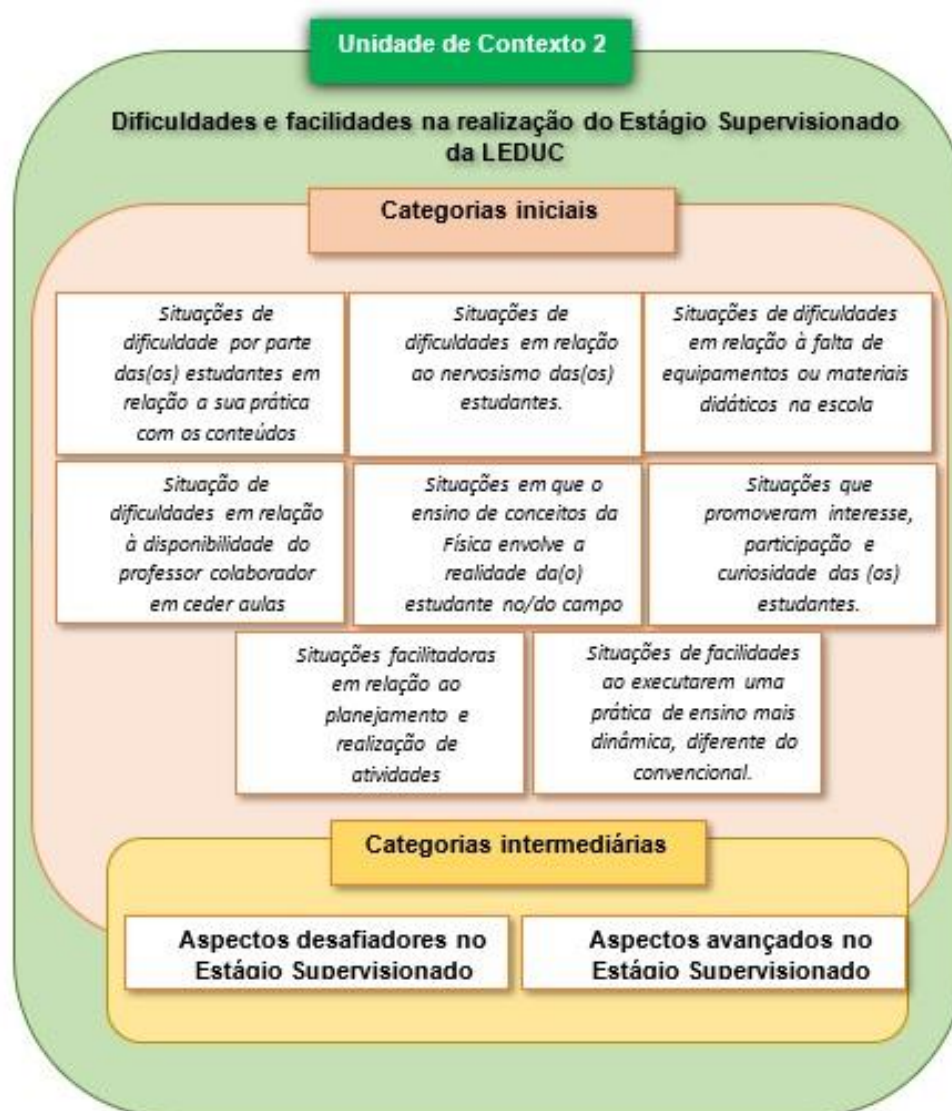 Unidade de Contexto 2
Dificuldades e facilidades na realização do Estágio Supervisionado
da LEDUC
Categorias iniciais
Situações de
dificuldade por parte
das(os) estudantes em
relação a sua prática
com os conteúdos
Situações de
dificuldades em relação
ao nervosismo das(os)
estudantes.
Situações de dificuldades
em relação à falta de
equipamentos ou materiais
didáticos na escola
Situação de
dificuldades em relação
à disponibilidade do
professor colaborador
em ceder aulas
Situações em que o
ensino de conceitos da
Física envolve a
realidade da(o)
estudante no/do campo
Situações que
promoveram interesse,
participação e
curiosidade das (os)
estudantes.
Situações facilitadoras
em relação ao
planejamento e
realização de
atividades
Situações de facilidades
ao executarem uma
prática de ensino mais
dinâmica, diferente do
convencional.
Categorias intermediárias
Aspectos desafiadores no
Estágio Supervisionado
Aspectos avançados no
Estágio Supervisionado